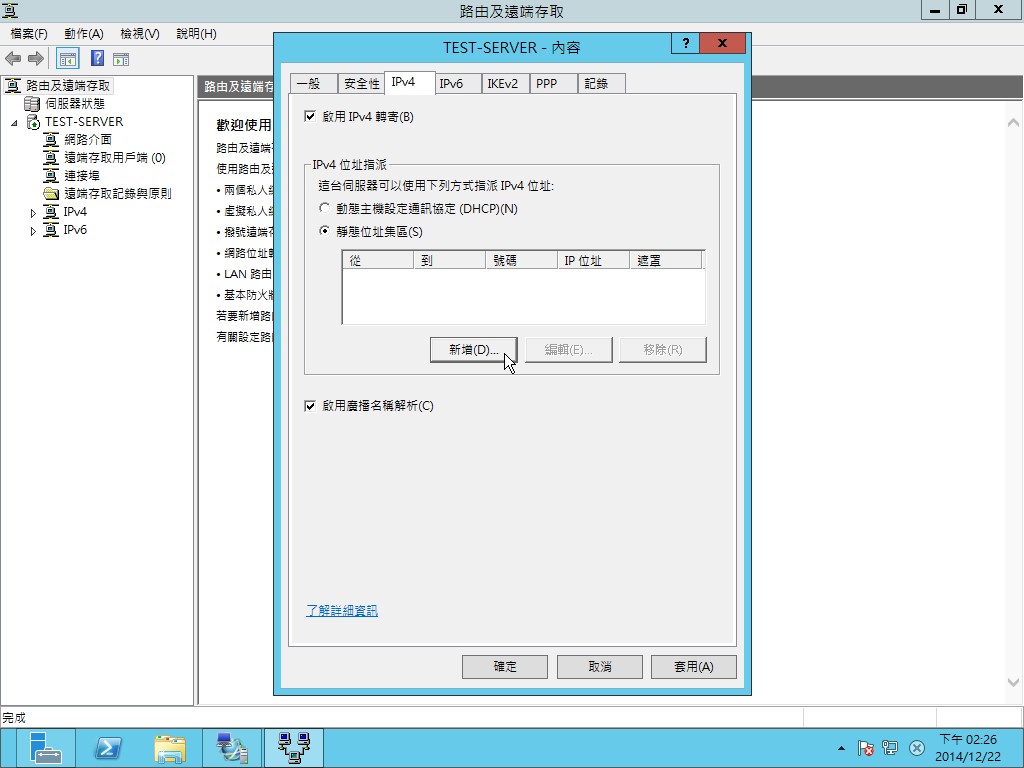 路由及遠端存取
檔案(F) 動作(A) 檢視(V) 說明(H)
路由及遠端存取
伺服器狀態
TEST-SERVER
網路介面
遠端存取用戶端 (0)
連接埠
遠端存取記錄與原則
IPv4
IPv6
路由及遠端存
歡迎使用
路由及遠端
使用路由及
• 兩個私人
• 虛擬私人
• 撥號遠端
• 網路位址
• LAN 路由
• 基本防火
若要新增路
有關設定路
TEST-SERVER - 內容
? x
一般 安全性 IPv4 IPv6 IKEv2 PPP 記錄
啟用 IPv4 轉寄(B)
IPv4 位址指派
這台伺服器可以使用下列方式指派 IPv4 位址:
動態主機設定通訊協定 (DHCP)(N)
靜態位址集區(S)
從 到 號碼 IP 位址 遮罩
新增(D)... 編輯(E)... 移除(R)
啟用廣播名稱解析(C)
了解詳細資訊
確定 取消 套用(A)
完成
下午 02:26
2014/12/22